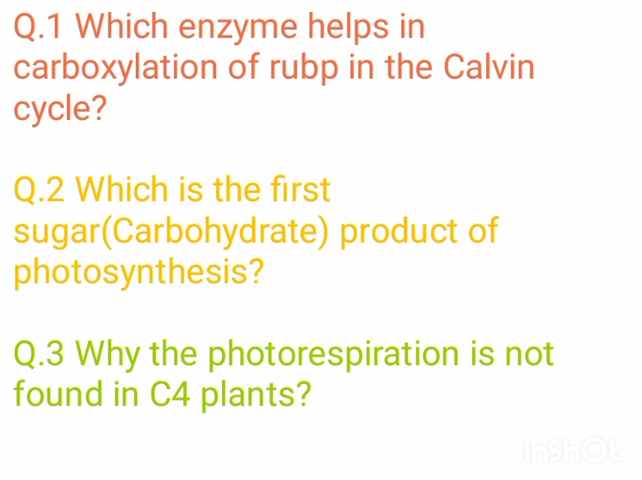 Q.1 Which enzyme helps in
carboxylation of rubp in the Calvin
cycle?
Q.2 Which is the first
sugar(Carbohydrate) product of
photosynthesis?
Q.3 Why the photorespiration is not
found in C4 plants?
InShOt